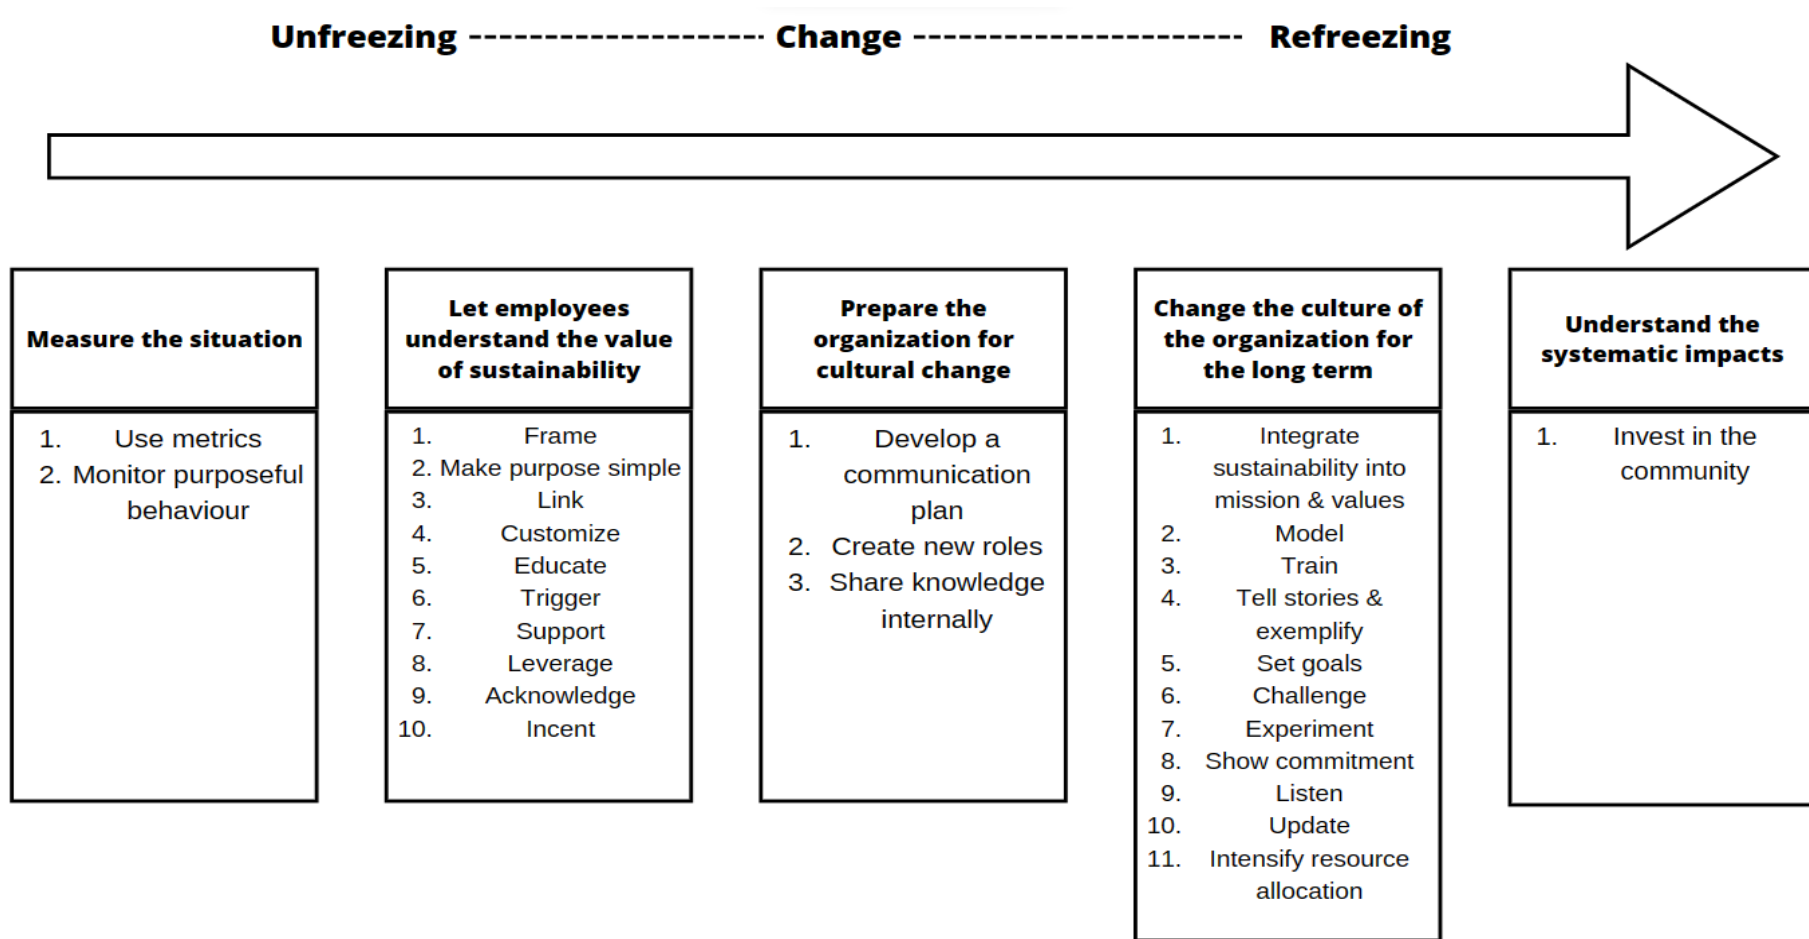 Unfreezing -------------------- Change ---------------------- Refreezing
Measure the situation
1. Use metrics
2. Monitor purposeful
behaviour
Let employees
understand the value
of sustainability
1. Frame
2. Make purpose simple
3. Link
4. Customize
5. Educate
6. Trigger
7. Support
8. Leverage
9. Acknowledge
10. Incent
Prepare the
organization for
cultural change
1. Develop a
communication
plan
2. Create new roles
3. Share knowledge
internally
Change the culture of
the organization for
the long term
1. Integrate
sustainability into
mission & values
2. Model
3. Train
4. Tell stories &
exemplify
5. Set goals
6. Challenge
7. Experiment
8. Show commitment
9. Listen
10. Update
11. Intensify resource
allocation
Understand the
systematic impacts
1. Invest in the
community